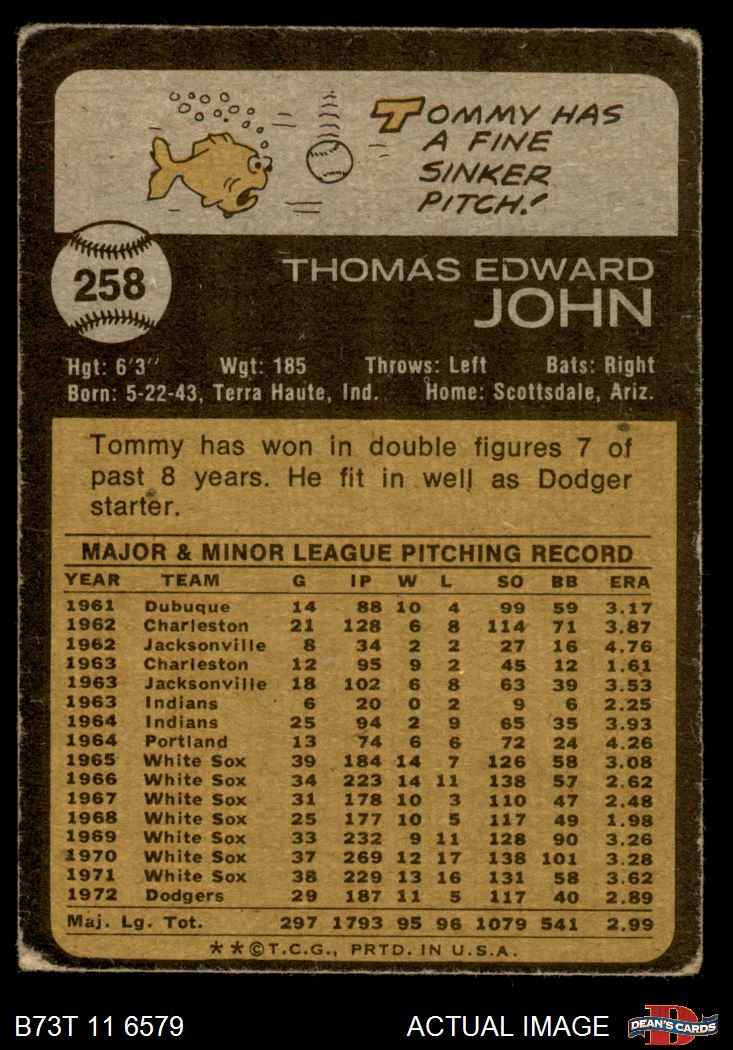 TOMMY HAS
A FINE
SINKER
PITCH!
258
THOMAS EDWARD
JOHN
Hgt: 6'3" Wgt: 185 Throws: Left Bats: Right
Born: 5-22-43, Terra Haute, Ind. Home: Scottsdale, Ariz.
Tommy has won in double figures 7 of
past 8 years. He fit in well as Dodger
starter.
MAJOR & MINOR LEAGUE PITCHING RECORD
YEAR TEAM G IP W L SO BB ERA
1961 Dubuque 14 88 10 4 99 59 3.17
1962 Charleston 21 128 6 8 114 71 3.87
1962 Jacksonville 8 34 2 2 27 16 4.76
1963 Charleston 12 95 9 2 45 12 1.61
1963 Jacksonville 18 102 6 8 63 39 3.53
1963 Indians 6 20 0 2 9 6 2.25
1964 Indians 25 94 2 9 65 35 3.93
1964 Portland 13 74 6 6 72 24 4.26
1965 White Sox 39 184 14 7 126 58 3.08
1966 White Sox 34 223 14 11 138 57 2.62
1967 White Sox 31 178 10 3 110 47 2.48
1968 White Sox 25 177 10 5 117 49 1.98
1969 White Sox 33 232 9 11 128 90 3.26
1970 White Sox 37 269 12 17 138 101 3.28
1971 White Sox 38 229 13 16 131 58 3.62
1972 Dodgers 29 187 11 5 117 40 2.89
Maj. Lg. Tot. 297 1793 95 96 1079 541 2.99
**©T.C.G., PRTD. IN U.S.A.
B73T 11 6579 ACTUAL IMAGE DEAN'S CARDS